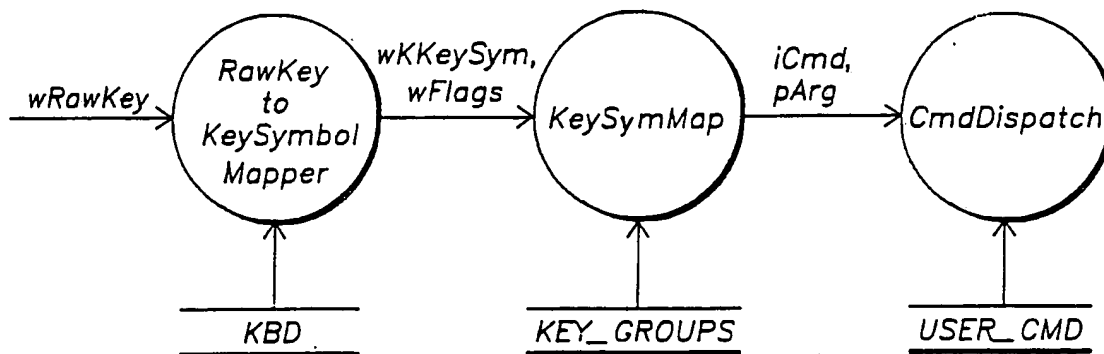 wRawKey
RawKey
to
KeySymbol
Mapper
wKKeySym,
wFlags
KeySymMap
iCmd,
pArg
CmdDispatch
KBD
KEY_GROUPS
USER_CMD